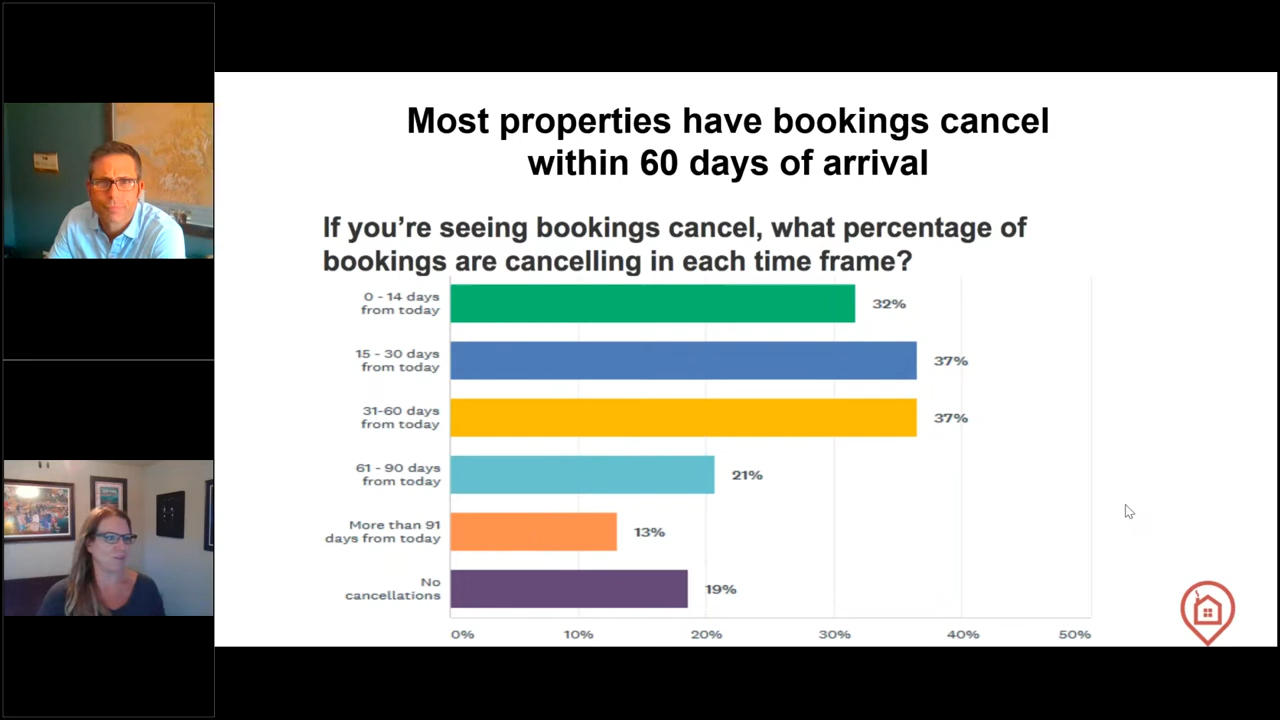 Most properties have bookings cancel
within 60 days of arrival
If you're seeing bookings cancel, what percentage of
bookings are cancelling in each time frame?
0 - 14 days
from today
32%
15 - 30 days
from today
37%
31-60 days
from today
37%
61 - 90 days
from today
21%
More than 91
days from today
13%
No
cancellations
19%
0% 10% 20% 30% 40% 50%